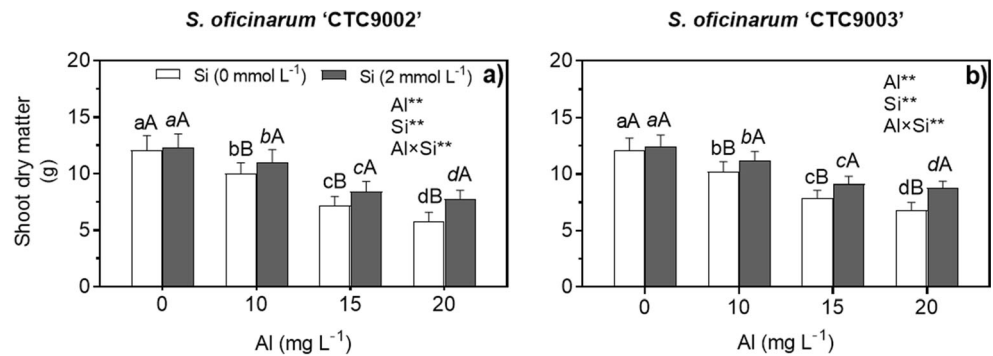 S. oficinarum ‘CTC9002’
20
15
10
5
0
Shoot dry matter
(g)
Si (0 mmol L⁻¹) Si (2 mmol L⁻¹)
a)
Al**
Si**
Al×Si**
aA aA
bB bA
cB cA
dB dA
0 10 15 20
Al (mg L⁻¹)
S. oficinarum ‘CTC9003’
20
15
10
5
0
b)
Al**
Si**
Al×Si**
aA aA
bB bA
cB cA
dB dA
0 10 15 20
Al (mg L⁻¹)